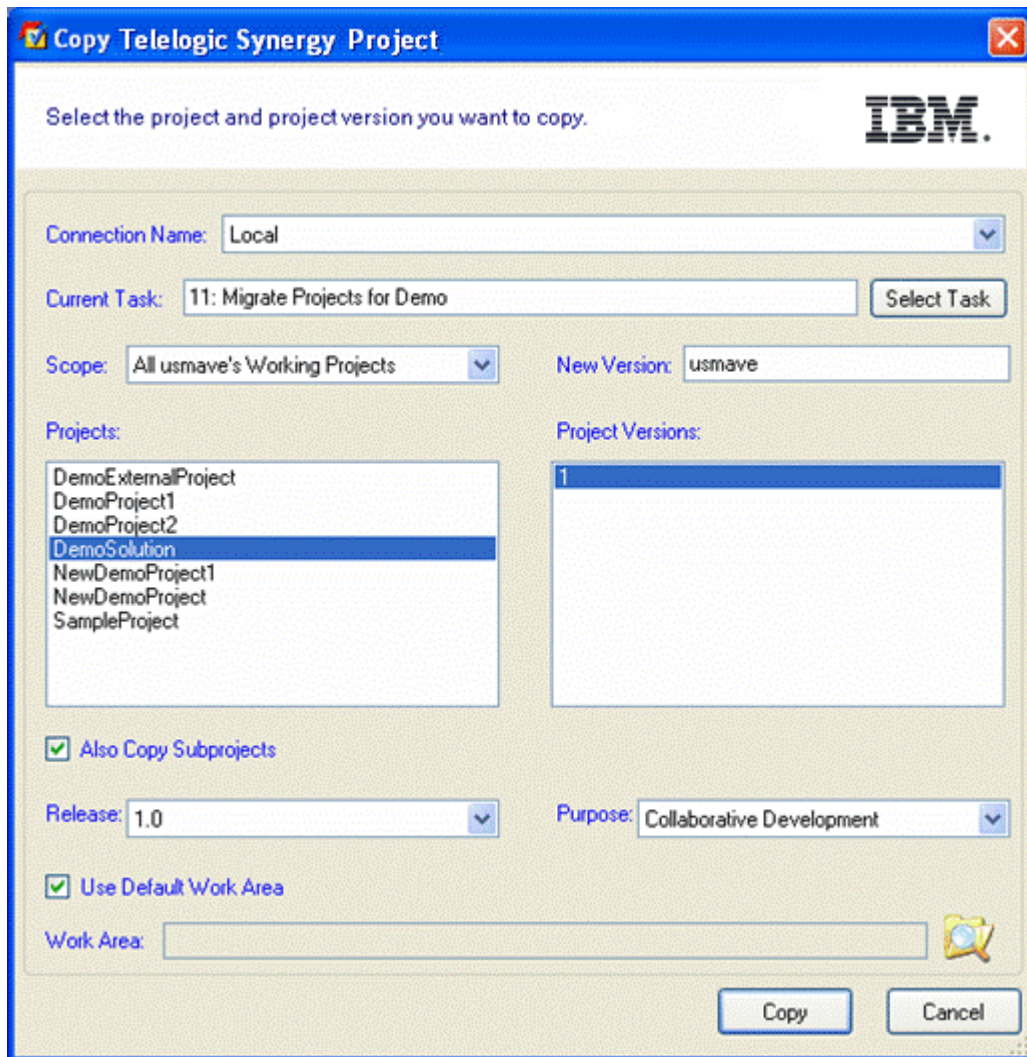 Copy Telelogic Synergy Project
Select the project and project version you want to copy.
IBM.
Connection Name: Local
Current Task: 11: Migrate Projects for Demo Select Task
Scope: All usmave's Working Projects New Version: usmave
Projects: Project Versions:
DemoExternalProject 1
DemoProject1
DemoProject2
DemoSolution
NewDemoProject1
NewDemoProject
SampleProject
Also Copy Subprojects
Release: 1.0 Purpose: Collaborative Development
Use Default Work Area
Work Area:
Copy Cancel